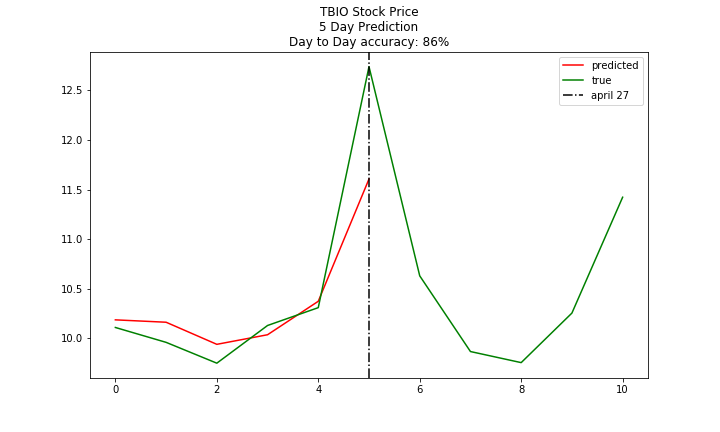 TBIO Stock Price
5 Day Prediction
Day to Day accuracy: 86%
predicted
true
april 27
12.5
12.0
11.5
11.0
10.5
10.0
0
2
4
6
8
10